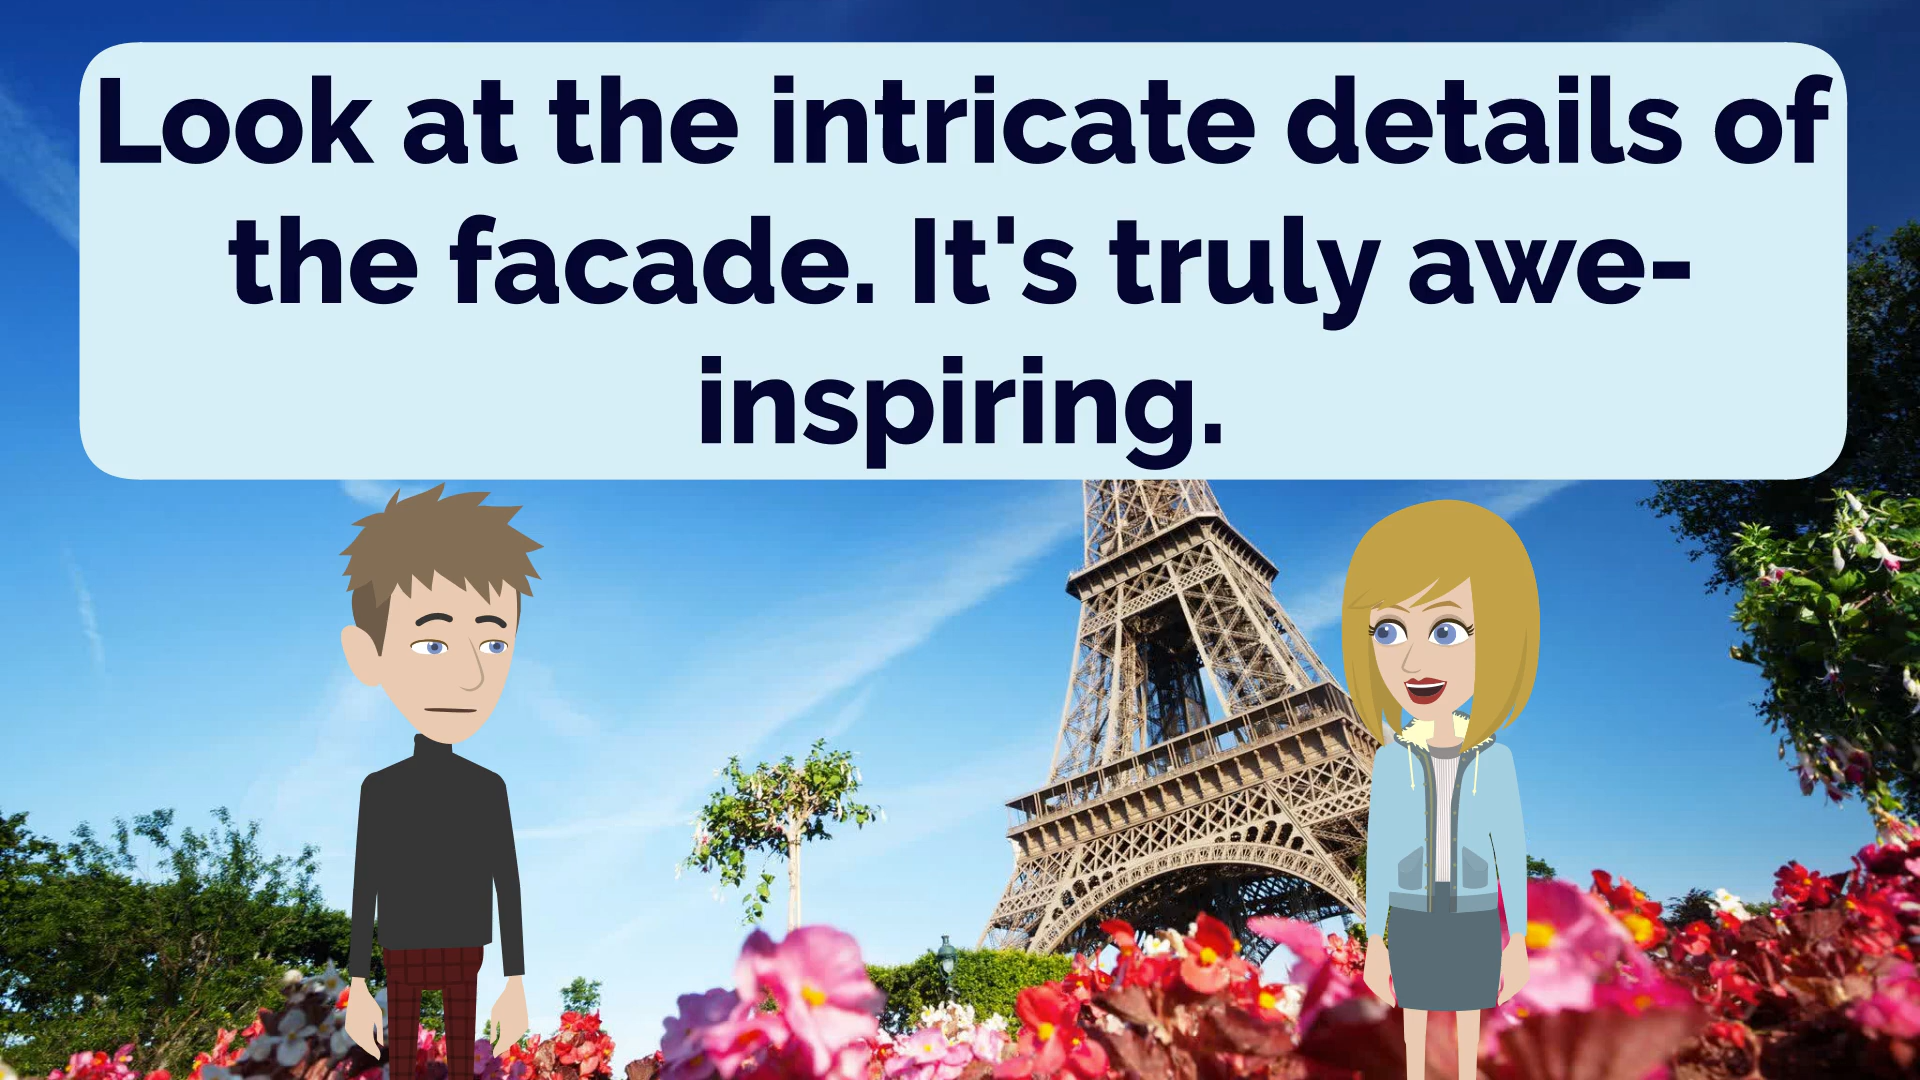 Look at the intricate details of
the facade. It's truly awe-
inspiring.